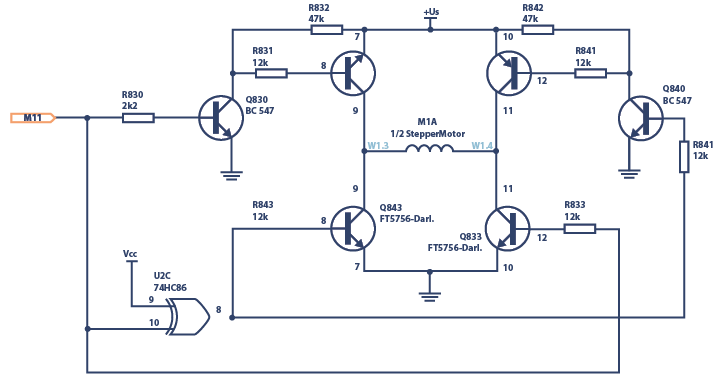 R832
47k
+Us
R842
47k
7
10
R831
12k
8
R841
12k
12
R830
2k2
Q830
BC 547
Q840
BC 547
M11
9
11
M1A
1/2 StepperMotor
W1.3
W1.4
R841
12k
9
11
R843
12k
8
Q843
FT5756-Darl.
R833
12k
Q833
FT5756-Darl.
12
7
10
Vcc
U2C
74HC86
9
8
10